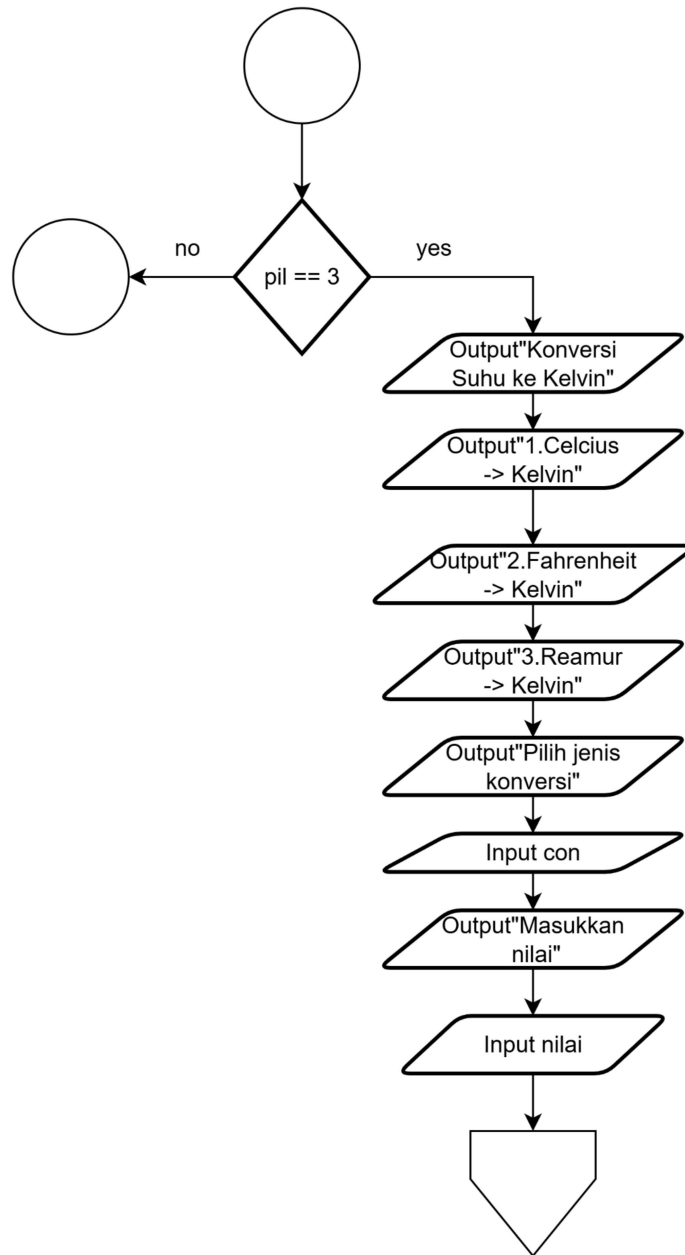 no
pil == 3
yes
Output"Konversi
Suhu ke Kelvin"
Output"1.Celcius
-> Kelvin"
Output"2.Fahrenheit
-> Kelvin"
Output"3.Reamur
-> Kelvin"
Output"Pilih jenis
konversi"
Input con
Output"Masukkan
nilai"
Input nilai